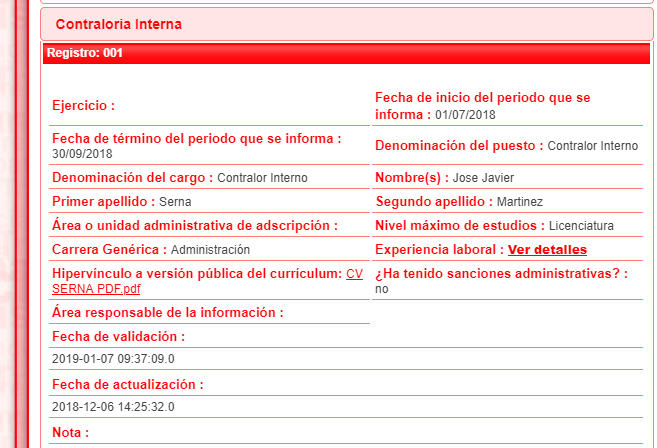 Contraloria Interna
Registro: 001
Ejercicio :
Fecha de inicio del periodo que se
informa : 01/07/2018
Fecha de término del periodo que se informa :
30/09/2018
Denominación del puesto : Contralor Interno
Denominación del cargo : Contralor Interno
Nombre(s) : Jose Javier
Primer apellido : Serna
Segundo apellido : Martinez
Área o unidad administrativa de adscripción :
Nivel máximo de estudios : Licenciatura
Carrera Genérica : Administración
Experiencia laboral : Ver detalles
Hipervínculo a versión pública del currículum: CV
SERNA PDF.pdf
¿Ha tenido sanciones administrativas? :
no
Área responsable de la información :
Fecha de validación :
2019-01-07 09:37:09.0
Fecha de actualización :
2018-12-06 14:25:32.0
Nota :